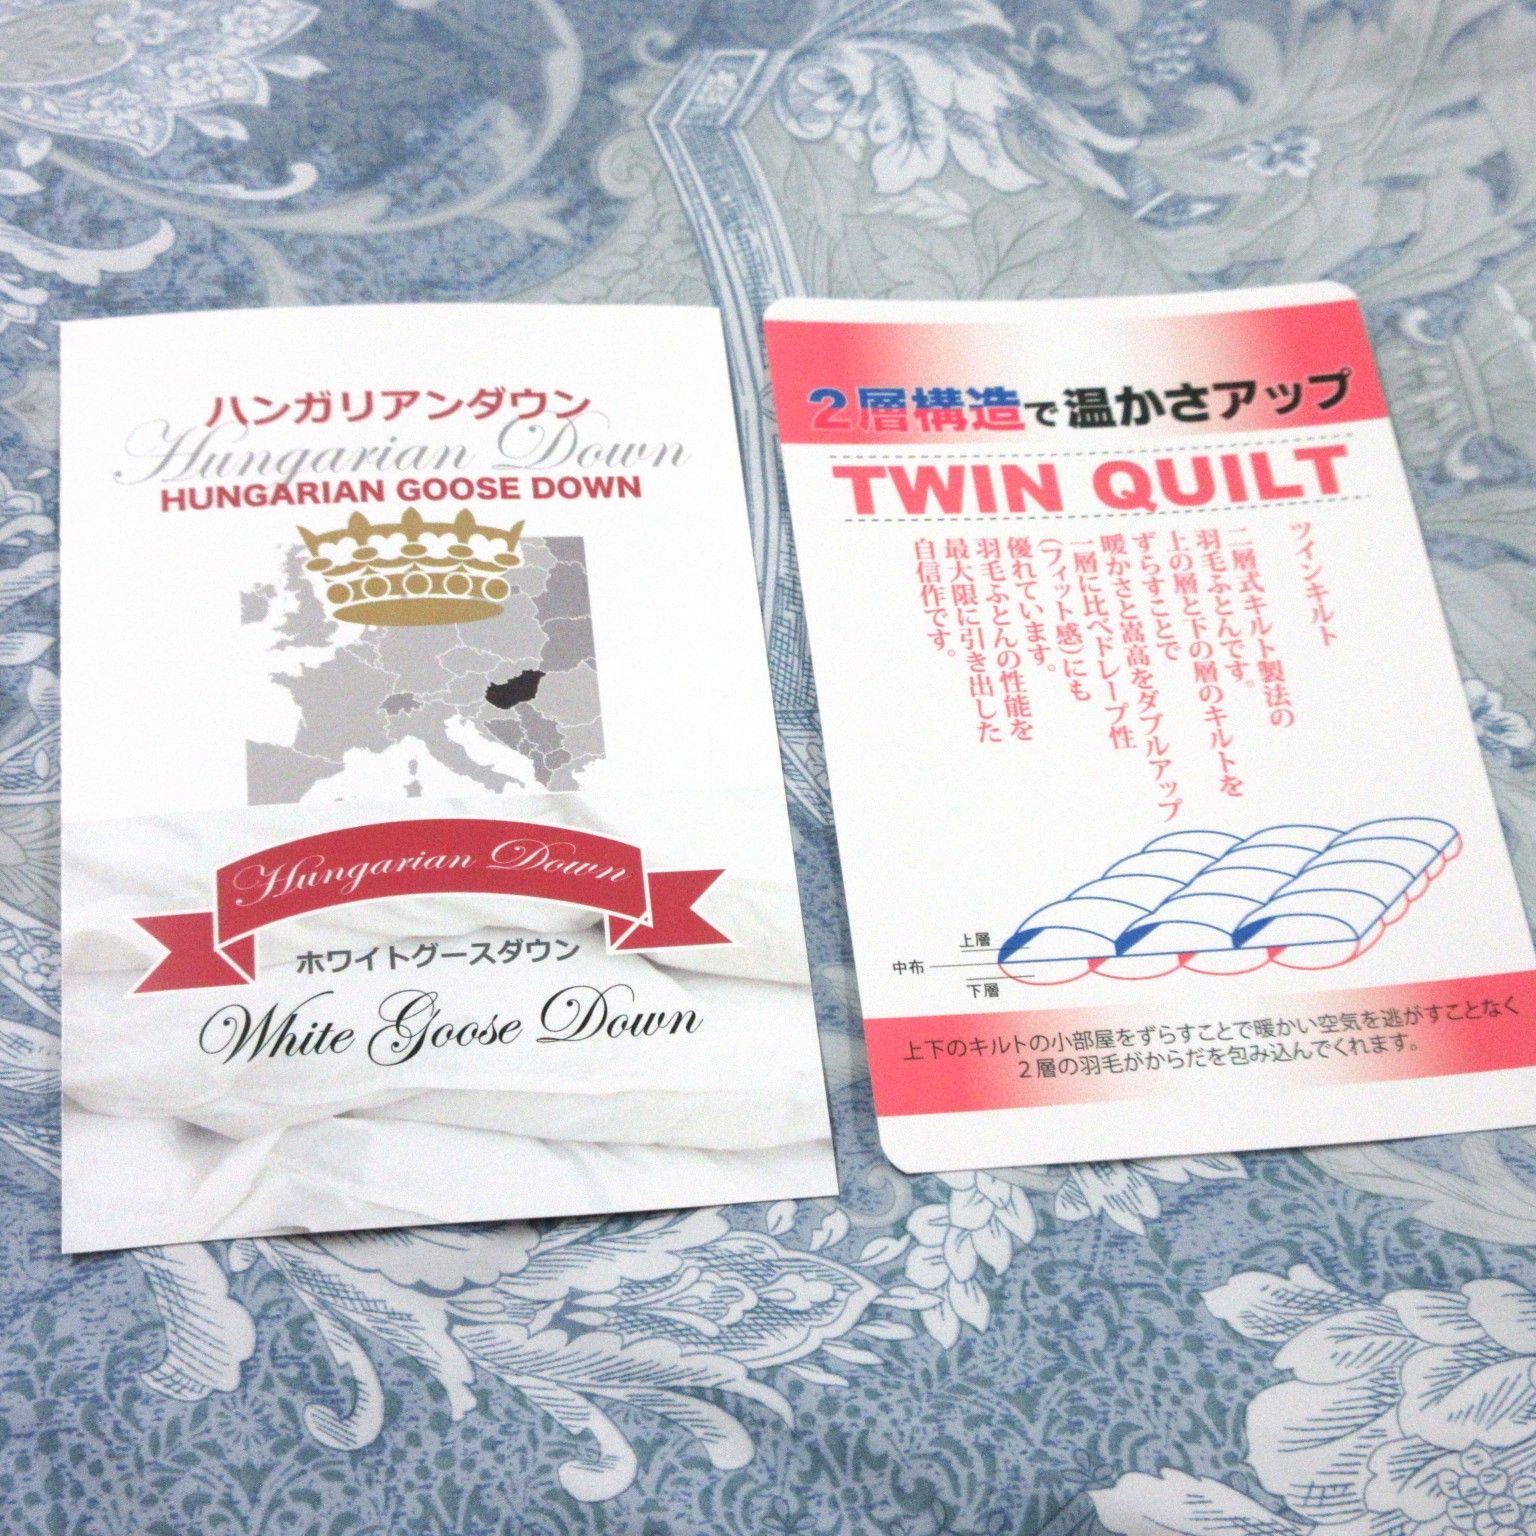 ハンガリアンダウン
Hungarian Down
HUNGARIAN GOOSE DOWN
Hungarian Down
ホワイトグースダウン
White Goose Down
2層構造で温かさアップ
TWIN QUILT
ツインキルト
二層式キルト製法の
羽毛ふとんです。
上の層と下の層のキルトを
ずらすことで
暖かさと嵩高をダブルアップ
一層に比べドレープ性
(フィット感)にも
優れています。
羽毛ふとんの性能を
最大限に引き出した
自信作です。
上層
中布
下層
上下のキルトの小部屋をずらすことで暖かい空気を逃がすことなく
2層の羽毛がからだを包み込んでくれます。